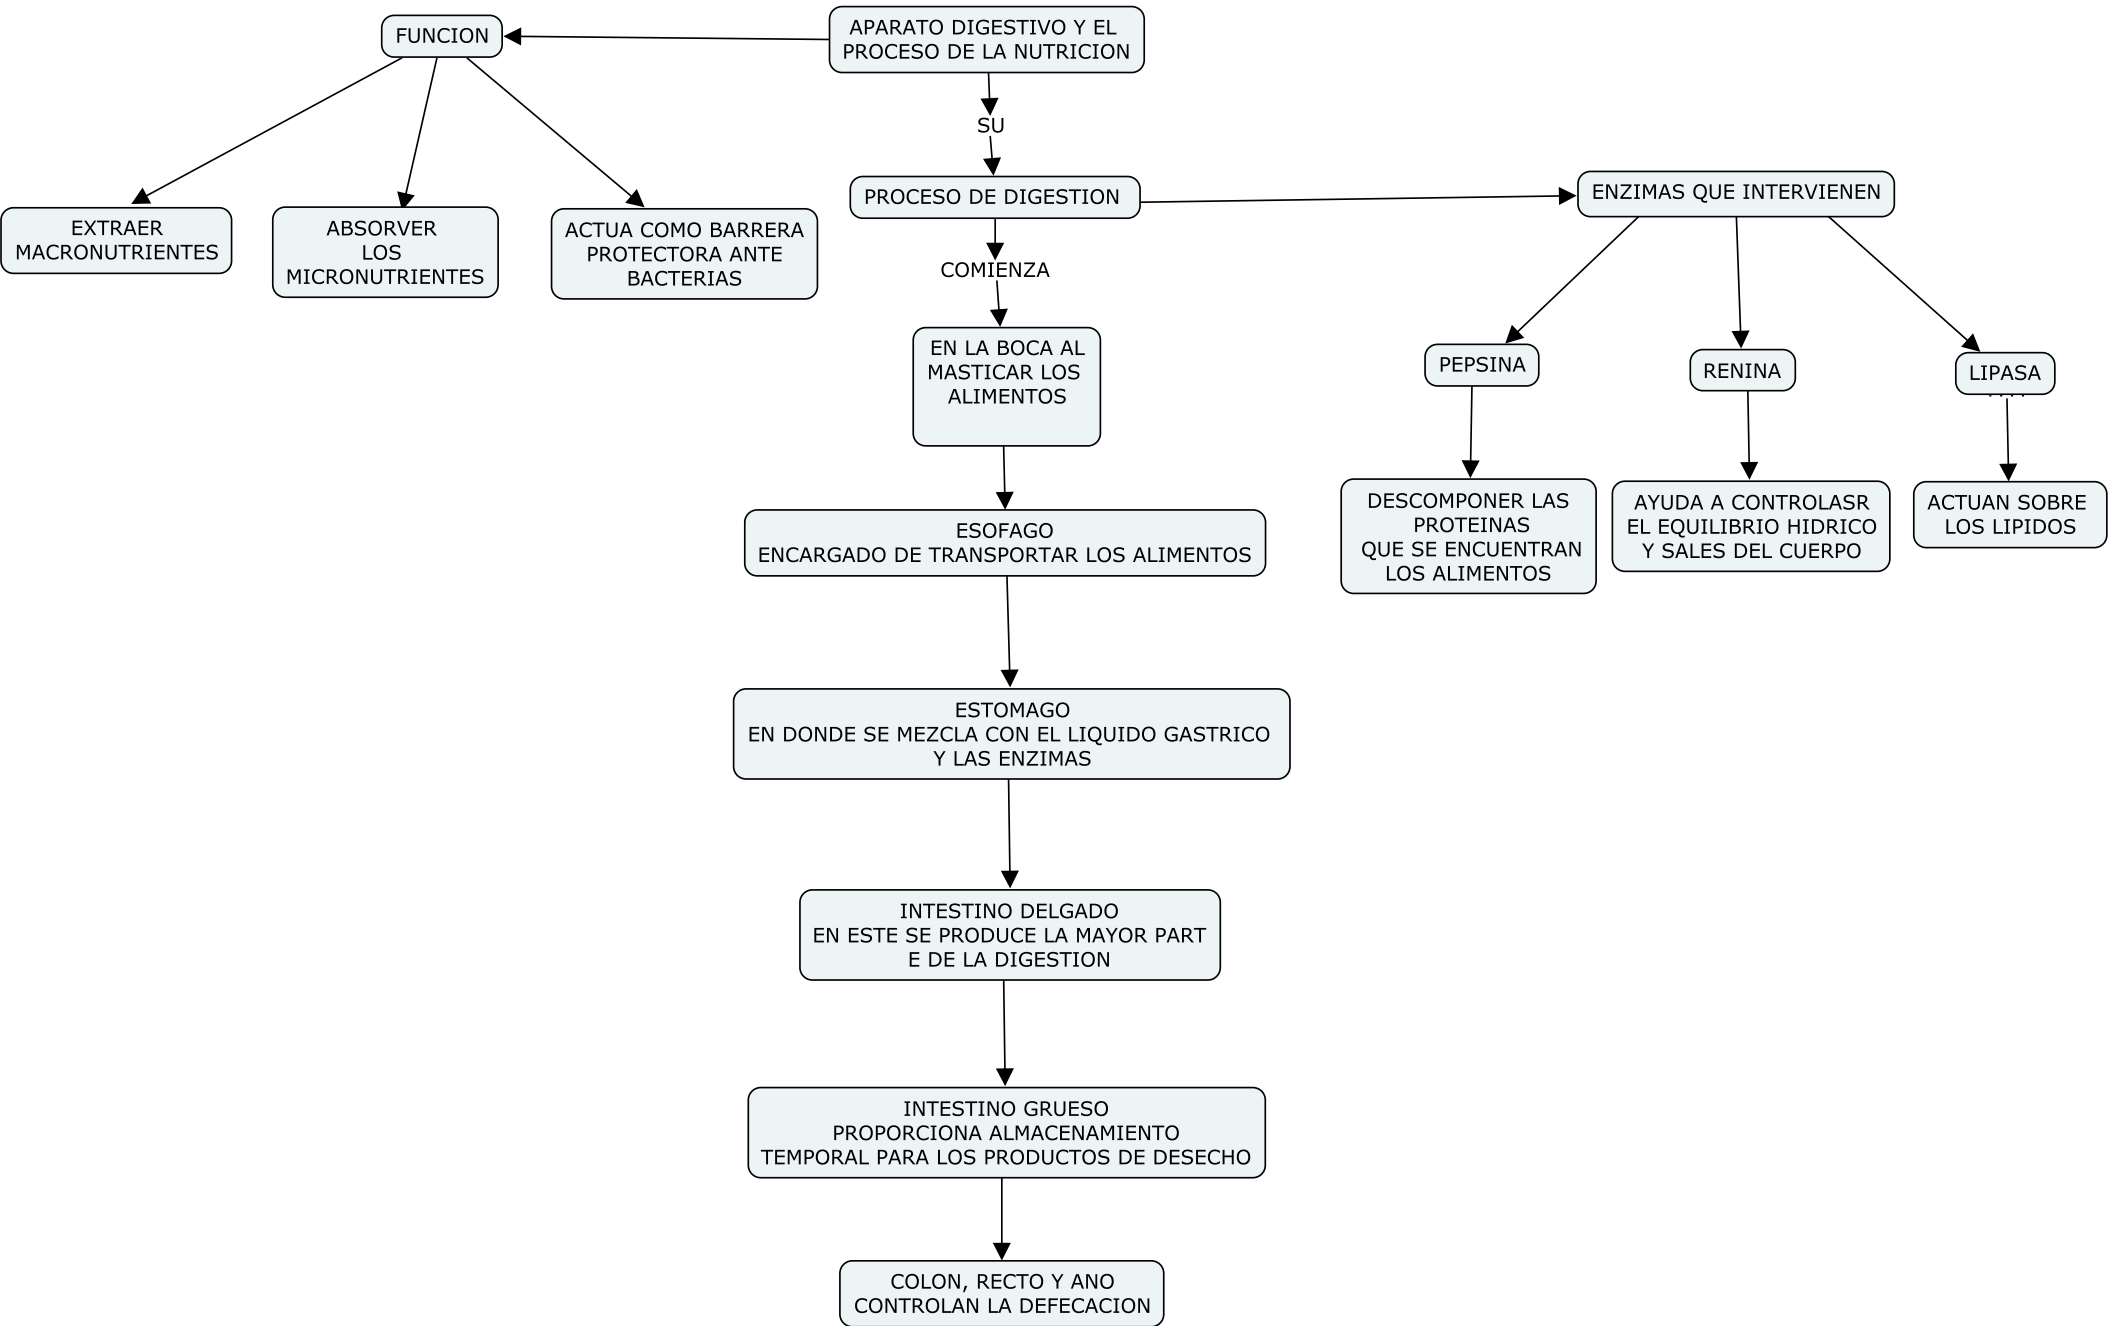 APARATO DIGESTIVO Y EL
PROCESO DE LA NUTRICION
FUNCION
EXTRAER
MACRONUTRIENTES
ABSORVER
LOS
MICRONUTRIENTES
ACTUA COMO BARRERA
PROTECTORA ANTE
BACTERIAS
SU
PROCESO DE DIGESTION
COMIENZA
EN LA BOCA AL
MASTICAR LOS
ALIMENTOS
ESOFAGO
ENCARGADO DE TRANSPORTAR LOS ALIMENTOS
ESTOMAGO
EN DONDE SE MEZCLA CON EL LIQUIDO GASTRICO
Y LAS ENZIMAS
INTESTINO DELGADO
EN ESTE SE PRODUCE LA MAYOR PART
E DE LA DIGESTION
INTESTINO GRUESO
PROPORCIONA ALMACENAMIENTO
TEMPORAL PARA LOS PRODUCTOS DE DESECHO
COLON, RECTO Y ANO
CONTROLAN LA DEFECACION
ENZIMAS QUE INTERVIENEN
PEPSINA
DESCOMPONER LAS
PROTEINAS
QUE SE ENCUENTRAN
LOS ALIMENTOS
RENINA
AYUDA A CONTROLASR
EL EQUILIBRIO HIDRICO
Y SALES DEL CUERPO
LIPASA
ACTUAN SOBRE
LOS LIPIDOS